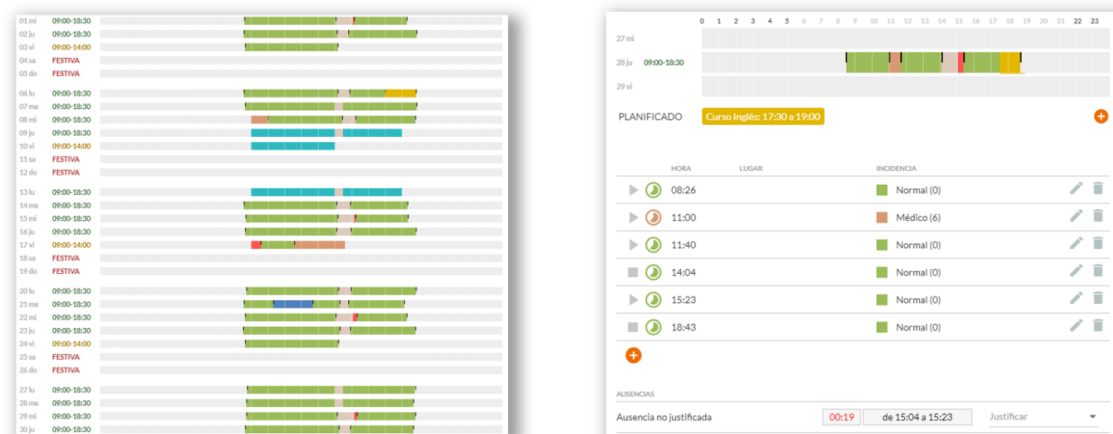 01 mi 09:00-18:30
02 ju 09:00-18:30
03 vi 09:00-14:00
04 sa FESTIVA
05 do FESTIVA
06 lu 09:00-18:30
07 ma 09:00-18:30
08 mi 09:00-18:30
09 ju 09:00-18:30
10 vi 09:00-14:00
11 sa FESTIVA
12 do FESTIVA
13 lu 09:00-18:30
14 ma 09:00-18:30
15 mi 09:00-18:30
16 ju 09:00-18:30
17 vi 09:00-14:00
18 sa FESTIVA
19 do FESTIVA
20 lu 09:00-18:30
21 ma 09:00-18:30
22 mi 09:00-18:30
23 ju 09:00-18:30
24 vi 09:00-14:00
25 sa FESTIVA
26 do FESTIVA
27 lu 09:00-18:30
28 ma 09:00-18:30
29 mi 09:00-18:30
30 ju 09:00-18:30
0 1 2 3 4 5 6 7 8 9 10 11 12 13 14 15 16 17 18 19 20 21 22 23
27 mi
28 ju 09:00-18:30
29 vi
PLANIFICADO Curso Inglés: 17:30 a 19:00
HORA LUGAR INCIDENCIA
08:26 Normal (0)
11:00 Médico (6)
11:40 Normal (0)
14:04 Normal (0)
15:23 Normal (0)
18:43 Normal (0)
AUSENCIAS
Ausencia no justificada 00:19 de 15:04 a 15:23 Justificar